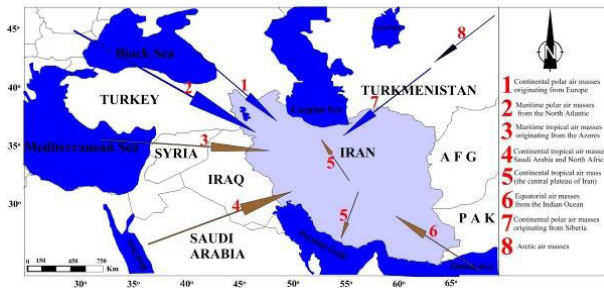 Black Sea
TURKEY
Mediterranean Sea
SYRIA
IRAQ
SAUDI
ARABIA
Caspian Sea
TURKMENISTAN
IRAN
AFG
PAK
Persian Gulf
1
2
3
4
5
5
6
7
8
45
40
35
30
25
30°
35°
40°
45°
50°
55°
60°
65°
0 150 300 750
Km
N
1 Continental polar air masses
originating from Europe
2 Maritime polar air masses
from the North Atlantic
3 Maritime tropical air masses
originating from the Azores
4 Continental tropical air masses
Saudi Arabia and North Afric
5 Continental tropical air mass
(the central plateau of Iran)
6 Equatorial air masses
from the Indian Ocean
7 Continental polar air masses
originating from Siberia
8 Arctic air masses